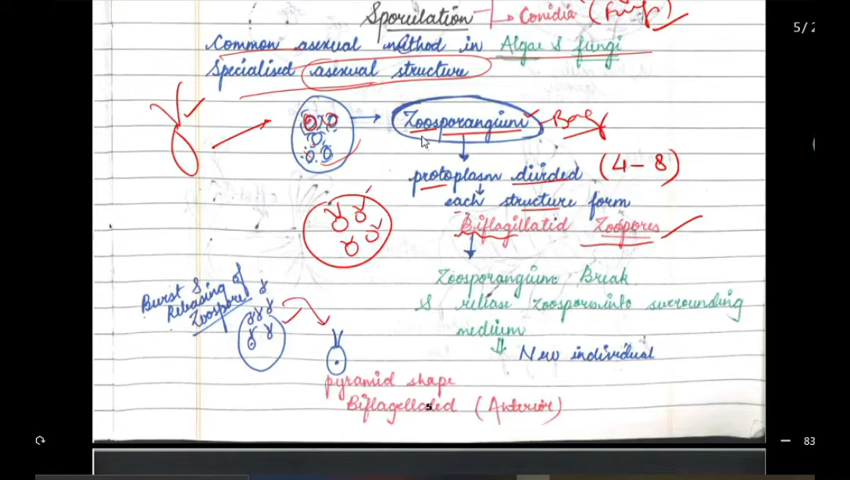 Sporulation → Conidia (Fungi)
5/2
Common asexual method in Algae & fungi
Specialised asexual structure
Zoosporangium
Bag
protoplasm divided (4-8)
each structure form
Biflagillatid Zoospores
Zoosporangium Break
& release zoospores into surrounding
medium
New individual
Burst &
Releasing of
Zoospore
pyramid shape
Biflagellated (Anterior)
83